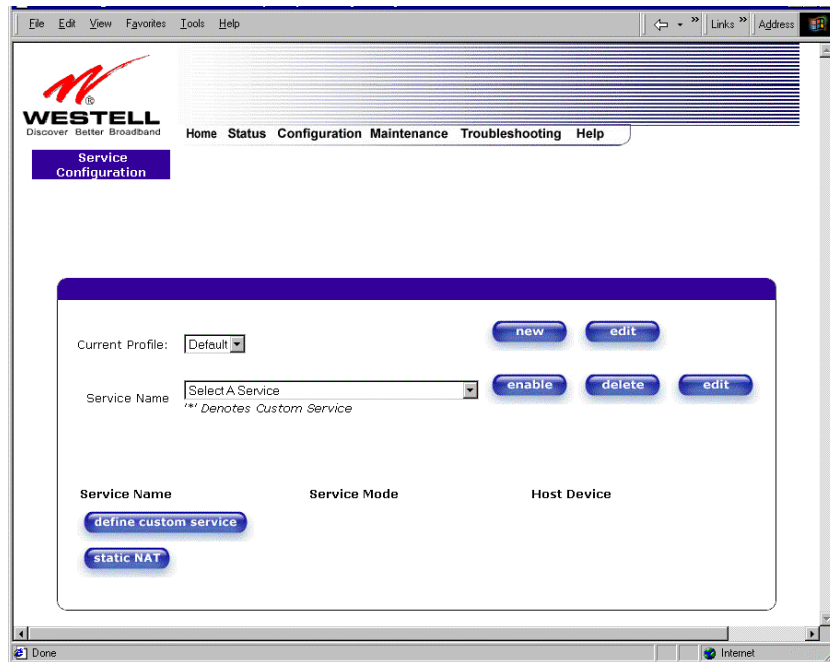 File Edit View Favorites Tools Help
» Links » Address
WESTELL
®
Discover Better Broadband
Home Status Configuration Maintenance Troubleshooting Help
Service
Configuration
Current Profile: Default new edit
Service Name Select A Service enable delete edit
'*' Denotes Custom Service
Service Name Service Mode Host Device
define custom service
static NAT
Done Internet